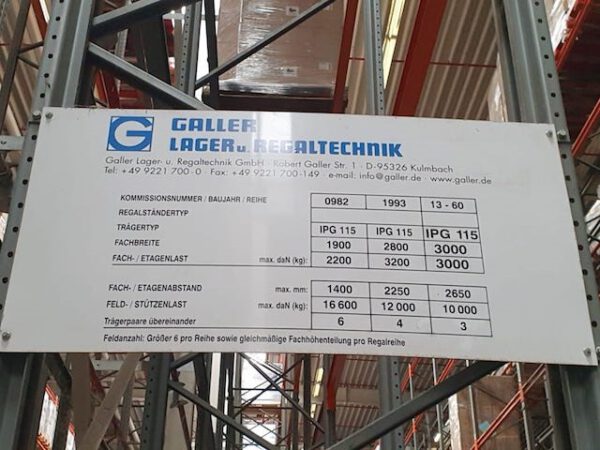 G GALLER
LAGER u. REGALTECHNIK
Galler Lager- u. Regaltechnik GmbH · Robert Galler Str. 1 · D-95326 Kulmbach
Tel: +49 9221 700-0 · Fax: +49 9221 700-149 · e-mail: info@galler.de · www.galler.de
KOMMISSIONSNUMMER / BAUJAHR / REIHE 0982 1993 13-60
REGALSTÄNDERTYP
TRÄGERTYP IPG 115 IPG 115 IPG 115
FACHBREITE 1900 2800 3000
FACH- / ETAGENLAST max. daN (kg): 2200 3200 3000
FACH- / ETAGENABSTAND max. mm: 1400 2250 2650
FELD- / STÜTZENLAST max. daN (kg): 16 600 12 000 10 000
Trägerpaare übereinander 6 4 3
Feldanzahl: Größer 6 pro Reihe sowie gleichmäßige Fachhöhenteilung pro Regalreihe